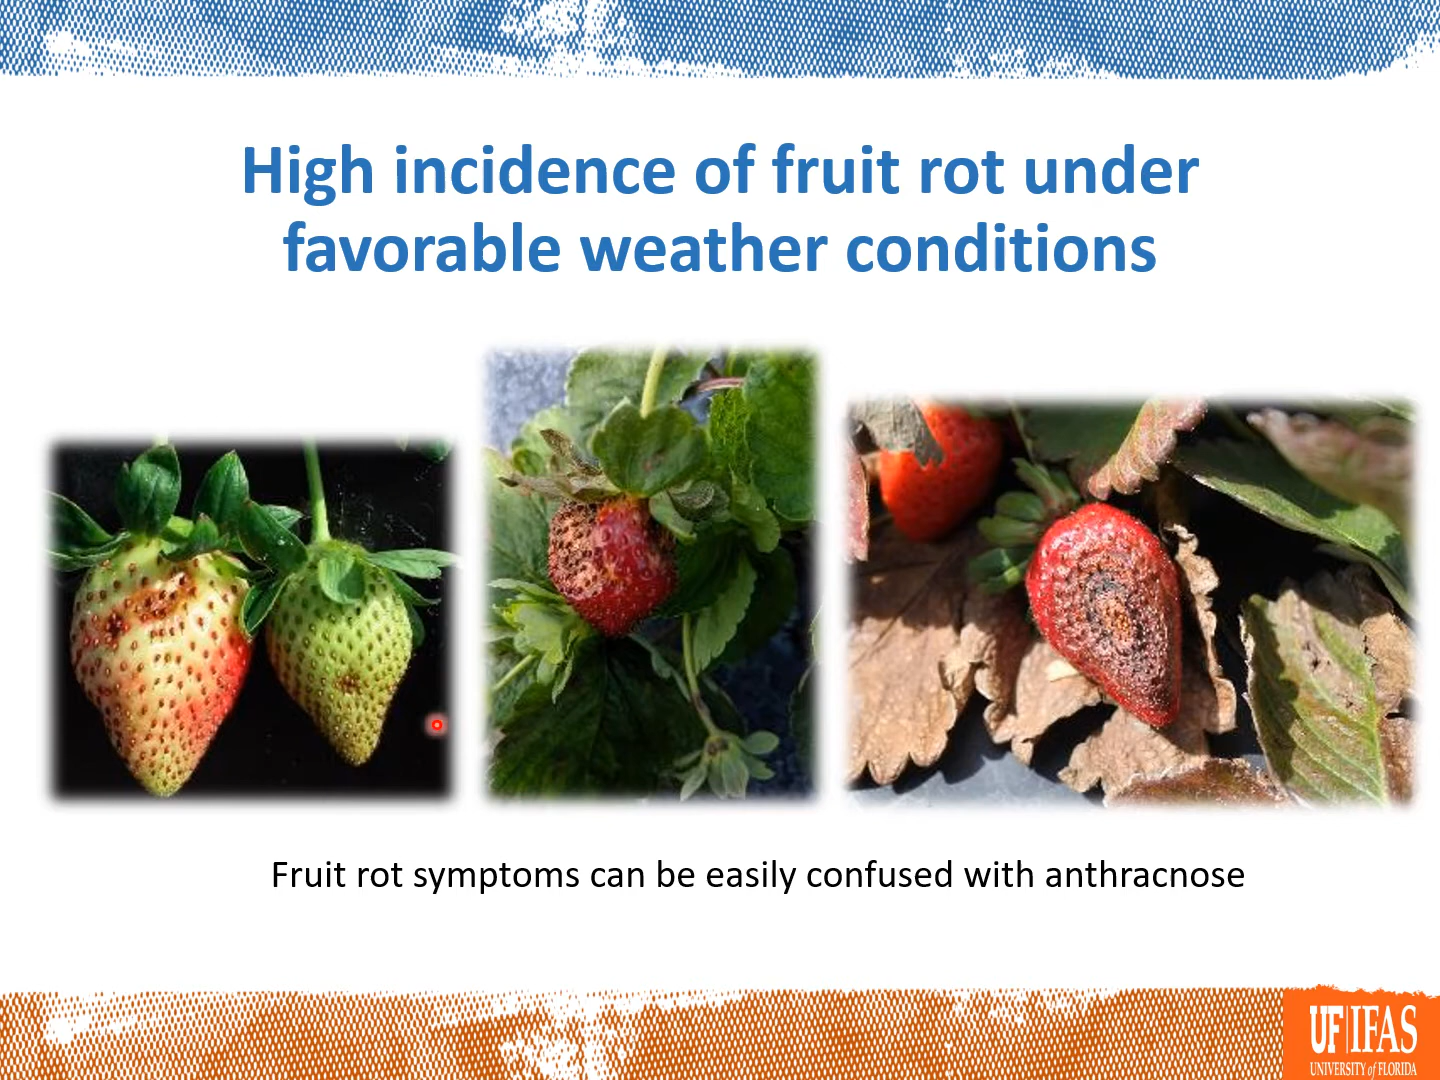 High incidence of fruit rot under
favorable weather conditions
Fruit rot symptoms can be easily confused with anthracnose
UF|IFAS
UNIVERSITY of FLORIDA